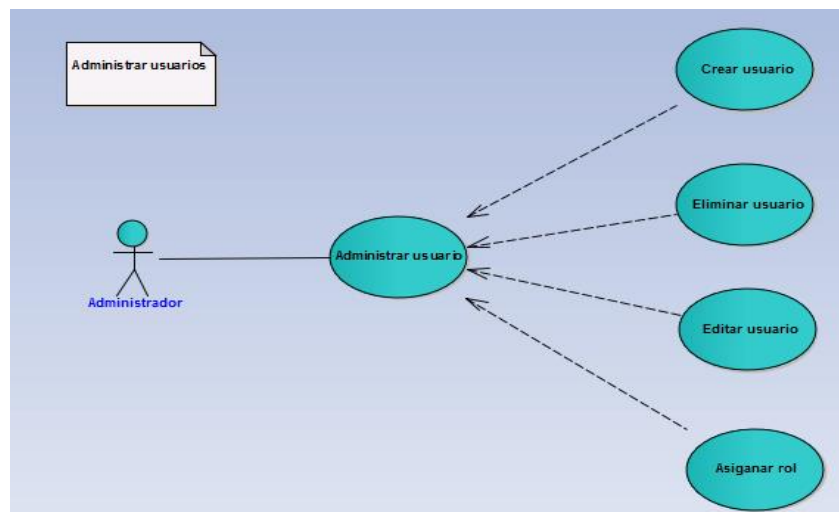 Administrar usuarios
Crear usuario
Eliminar usuario
Administrar usuario
Administrador
Editar usuario
Asiganar rol